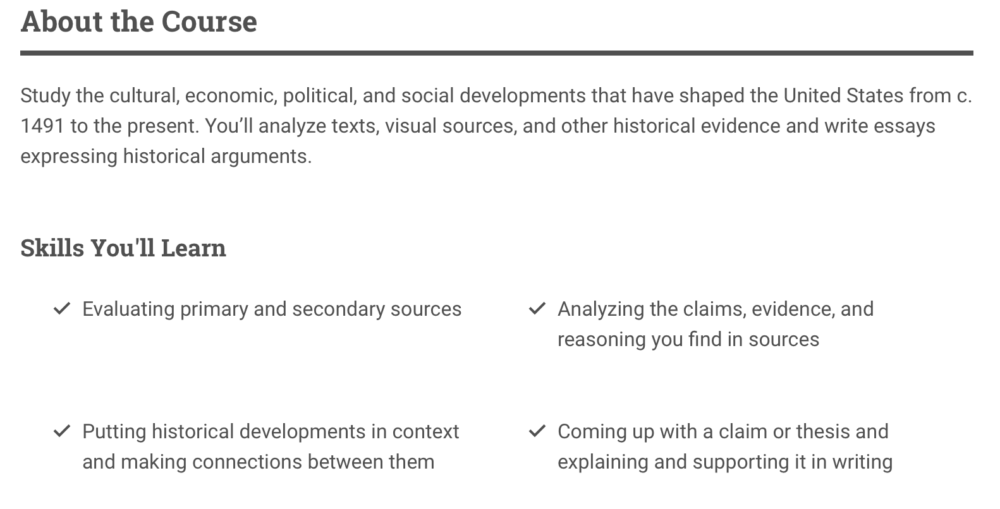 About the Course
Study the cultural, economic, political, and social developments that have shaped the United States from c.
1491 to the present. You’ll analyze texts, visual sources, and other historical evidence and write essays
expressing historical arguments.
Skills You'll Learn
Evaluating primary and secondary sources
Analyzing the claims, evidence, and
reasoning you find in sources
Putting historical developments in context
and making connections between them
Coming up with a claim or thesis and
explaining and supporting it in writing